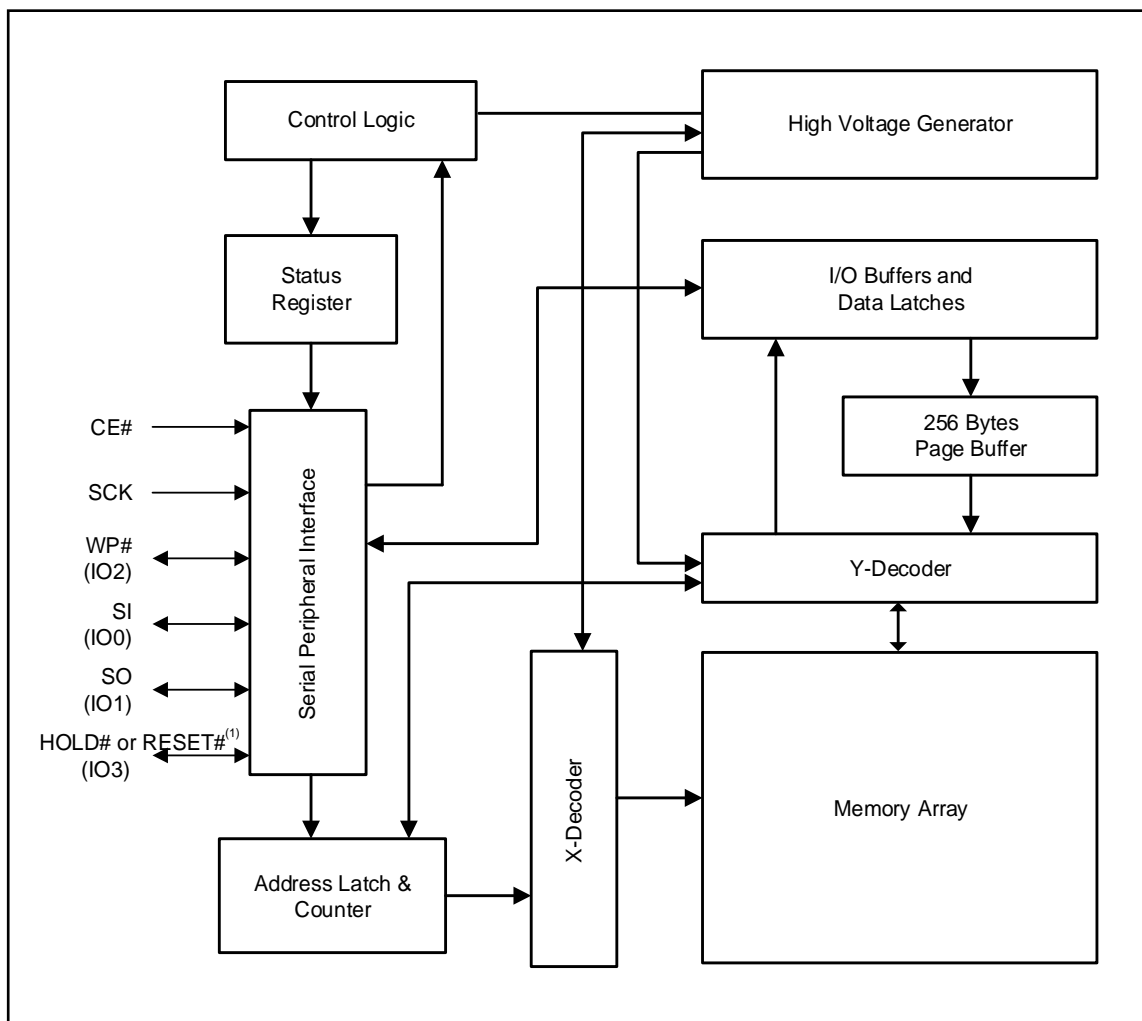 Control Logic
High Voltage Generator
Status
Register
I/O Buffers and
Data Latches
256 Bytes
Page Buffer
CE#
SCK
WP#
(IO2)
SI
(IO0)
SO
(IO1)
HOLD# or RESET#(1)
(IO3)
Serial Peripheral Interface
Y-Decoder
X-Decoder
Memory Array
Address Latch &
Counter